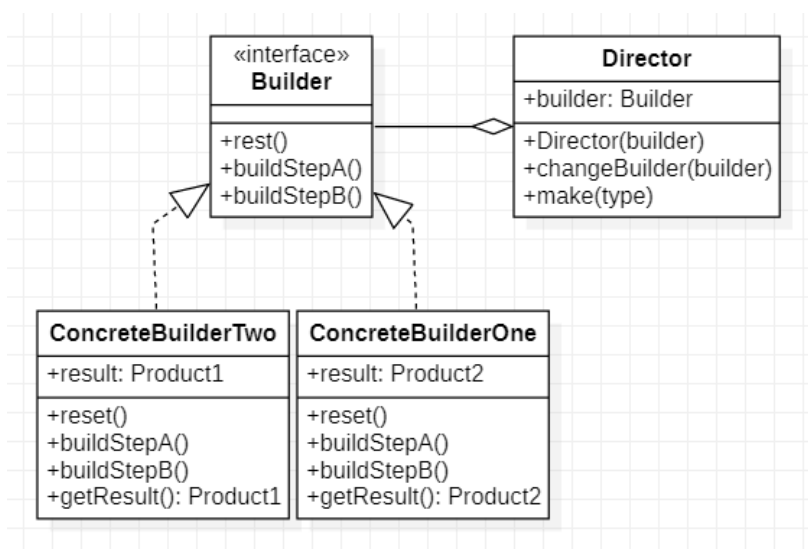 «interface»
Builder
+rest()
+buildStepA()
+buildStepB()
Director
+builder: Builder
+Director(builder)
+changeBuilder(builder)
+make(type)
ConcreteBuilderTwo
+result: Product1
+reset()
+buildStepA()
+buildStepB()
+getResult(): Product1
ConcreteBuilderOne
+result: Product2
+reset()
+buildStepA()
+buildStepB()
+getResult(): Product2